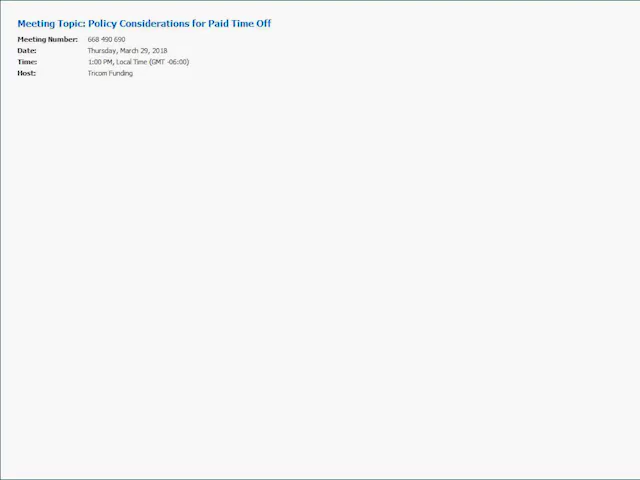 Meeting Topic: Policy Considerations for Paid Time Off
Meeting Number: 668 490 690
Date: Thursday, March 29, 2018
Time: 1:00 PM, Local Time (GMT -06:00)
Host: Tricom Funding